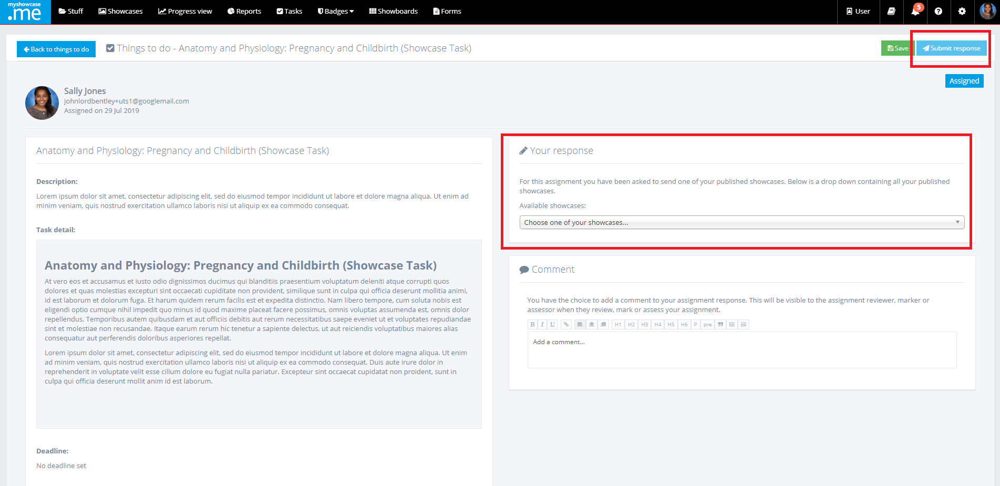 myshowcase
.me
Stuff
Showcases
Progress view
Reports
Tasks
Badges
Showboards
Forms
User
5
Back to things to do
Things to do - Anatomy and Physiology: Pregnancy and Childbirth (Showcase Task)
Save
Submit response
Assigned
Sally Jones
johnlordbentley+uts1@googlemail.com
Assigned on 29 Jul 2019
Anatomy and Physiology: Pregnancy and Childbirth (Showcase Task)
Description:
Lorem ipsum dolor sit amet, consectetur adipiscing elit, sed do eiusmod tempor incididunt ut labore et dolore magna aliqua. Ut enim ad
minim veniam, quis nostrud exercitation ullamco laboris nisi ut aliquip ex ea commodo consequat.
Task detail:
Anatomy and Physiology: Pregnancy and Childbirth (Showcase Task)
At vero eos et accusamus et iusto odio dignissimos ducimus qui blanditiis praesentium voluptatum deleniti atque corrupti quos
dolores et quas molestias excepturi sint occaecati cupiditate non provident, similique sunt in culpa qui officia deserunt mollitia animi,
id est laborum et dolorum fuga. Et harum quidem rerum facilis est et expedita distinctio. Nam libero tempore, cum soluta nobis est
eligendi optio cumque nihil impedit quo minus id quod maxime placeat facere possimus, omnis voluptas assumenda est, omnis dolor
repellendus. Temporibus autem quibusdam et aut officiis debitis aut rerum necessitatibus saepe eveniet ut et voluptates repudiandae
sint et molestiae non recusandae. Itaque earum rerum hic tenetur a sapiente delectus, ut aut reiciendis voluptatibus maiores alias
consequatur aut perferendis doloribus asperiores repellat.
Lorem ipsum dolor sit amet, consectetur adipiscing elit, sed do eiusmod tempor incididunt ut labore et dolore magna aliqua. Ut enim
ad minim veniam, quis nostrud exercitation ullamco laboris nisi ut aliquip ex ea commodo consequat. Duis aute irure dolor in
reprehenderit in voluptate velit esse cillum dolore eu fugiat nulla pariatur. Excepteur sint occaecat cupidatat non proident, sunt in
culpa qui officia deserunt mollit anim id est laborum.
Deadline:
No deadline set
Your response
For this assignment you have been asked to send one of your published showcases. Below is a drop down containing all your published
showcases.
Available showcases:
Choose one of your showcases...
Comment
You have the choice to add a comment to your assignment response. This will be visible to the assignment reviewer, marker or
assessor when they review, mark or assess your assignment.
B I U H1 H2 H3 H4 H5 H6 P pre
Add a comment...